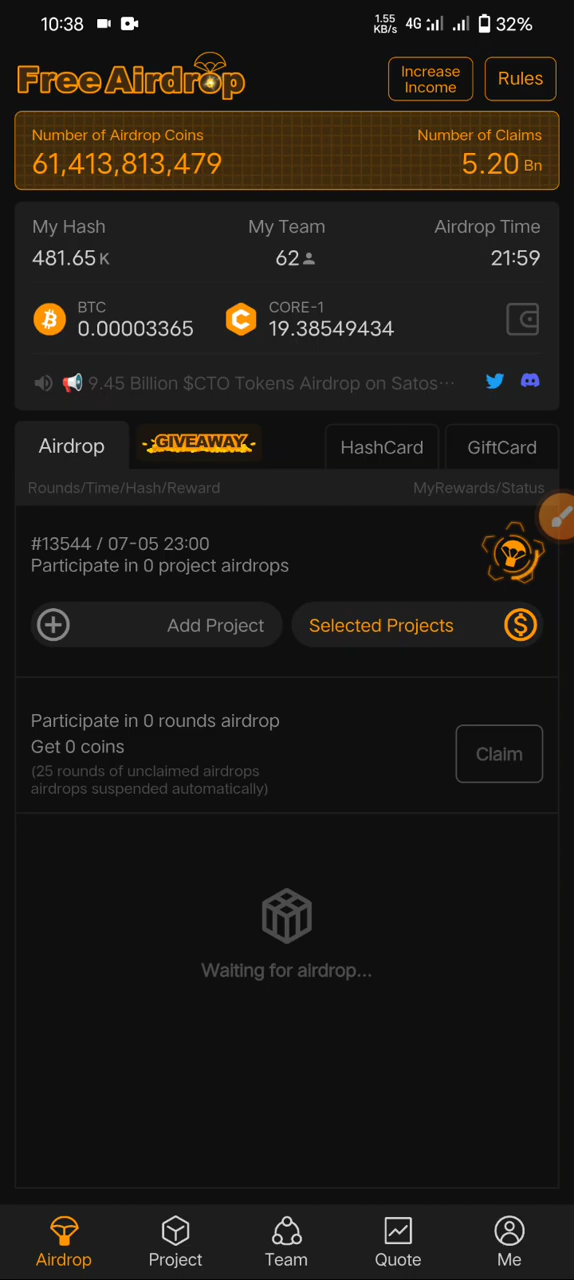 10:38
1.55 KB/s 4G 32%
Free Airdrop
Increase
Income
Rules
Number of Airdrop Coins
Number of Claims
61,413,813,479
5.20 Bn
My Hash
My Team
Airdrop Time
481.65 K
62
21:59
BTC
0.00003365
CORE-1
19.38549434
9.45 Billion $CTO Tokens Airdrop on Satos···
Airdrop
GIVEAWAY
HashCard
GiftCard
Rounds/Time/Hash/Reward
MyRewards/Status
#13544 / 07-05 23:00
Participate in 0 project airdrops
Add Project
Selected Projects
Participate in 0 rounds airdrop
Get 0 coins
(25 rounds of unclaimed airdrops
airdrops suspended automatically)
Claim
Waiting for airdrop...
Airdrop
Project
Team
Quote
Me